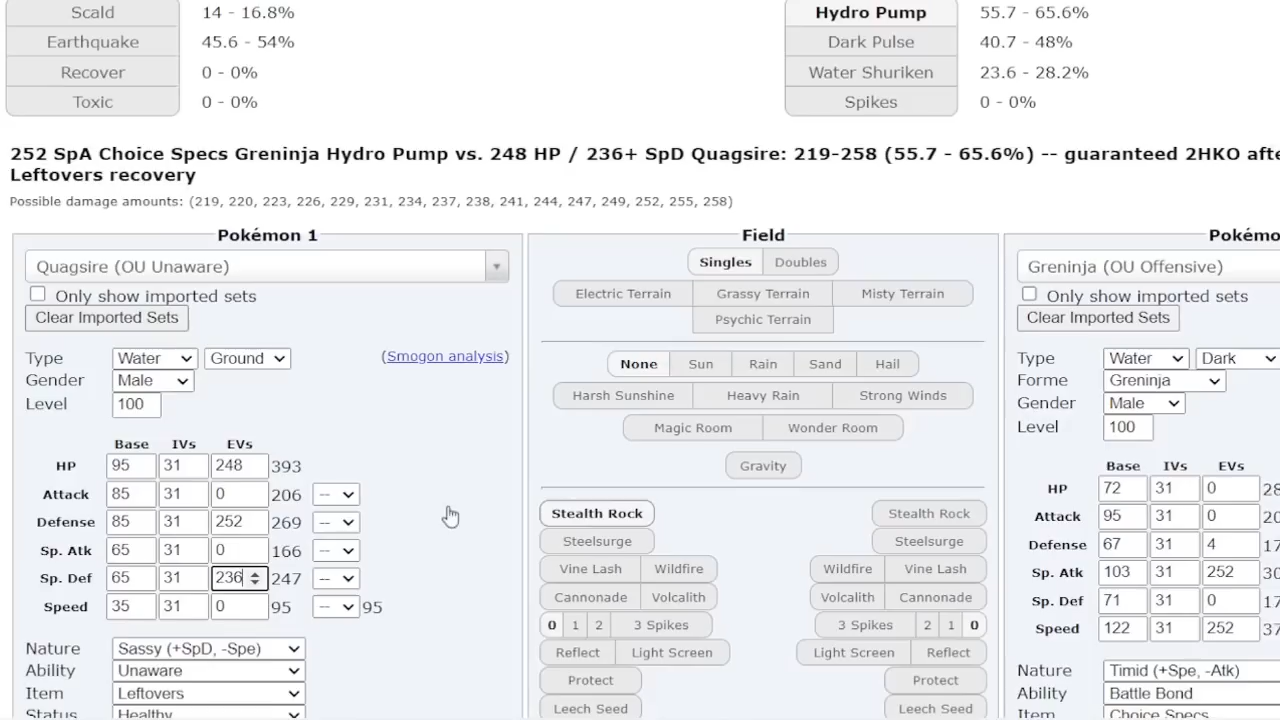 Scald 14 - 16.8%
Earthquake 45.6 - 54%
Recover 0 - 0%
Toxic 0 - 0%
Hydro Pump 55.7 - 65.6%
Dark Pulse 40.7 - 48%
Water Shuriken 23.6 - 28.2%
Spikes 0 - 0%
252 SpA Choice Specs Greninja Hydro Pump vs. 248 HP / 236+ SpD Quagsire: 219-258 (55.7 - 65.6%) -- guaranteed 2HKO afte
Leftovers recovery
Possible damage amounts: (219, 220, 223, 226, 229, 231, 234, 237, 238, 241, 244, 247, 249, 252, 255, 258)
Pokémon 1
Quagsire (OU Unaware)
Only show imported sets
Clear Imported Sets
Type Water Ground (Smogon analysis)
Gender Male
Level 100
Base IVs EVs
HP 95 31 248 393
Attack 85 31 0 206 --
Defense 85 31 252 269 --
Sp. Atk 65 31 0 166 --
Sp. Def 65 31 236 247 --
Speed 35 31 0 95 -- 95
Nature Sassy (+SpD, -Spe)
Ability Unaware
Item Leftovers
Status Healthy
Field
Singles Doubles
Electric Terrain Grassy Terrain Misty Terrain
Psychic Terrain
None Sun Rain Sand Hail
Harsh Sunshine Heavy Rain Strong Winds
Magic Room Wonder Room
Gravity
Stealth Rock Stealth Rock
Steelsurge Steelsurge
Vine Lash Wildfire Wildfire Vine Lash
Cannonade Volcalith Volcalith Cannonade
0 1 2 3 Spikes 3 Spikes 2 1 0
Reflect Light Screen Light Screen Reflect
Protect Protect
Leech Seed Leech Seed
Pokémo
Greninja (OU Offensive)
Only show imported sets
Clear Imported Sets
Type Water Dark
Forme Greninja
Gender Male
Level 100
Base IVs EVs
HP 72 31 0 28
Attack 95 31 0 20
Defense 67 31 4 17
Sp. Atk 103 31 252 30
Sp. Def 71 31 0 17
Speed 122 31 252 37
Nature Timid (+Spe, -Atk)
Ability Battle Bond
Item Choice Specs